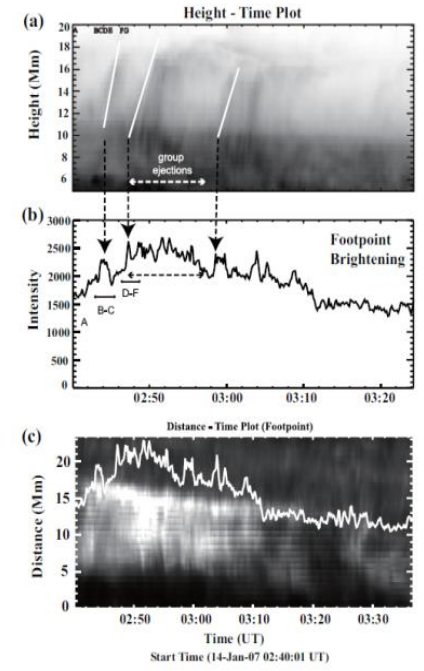 (a)
Height - Time Plot
A BCDE FG
20
18
16
14
12
10
8
6
Height (Mm)
group
ejections
(b)
3000
2500
2000
1500
1000
500
0
Intensity
Footpoint
Brightening
A
B-C
D-F
02:50 03:00 03:10 03:20
(c)
Distance - Time Plot (Footpoint)
20
15
10
5
0
Distance (Mm)
02:50 03:00 03:10 03:20 03:30
Time (UT)
Start Time (14-Jan-07 02:40:01 UT)